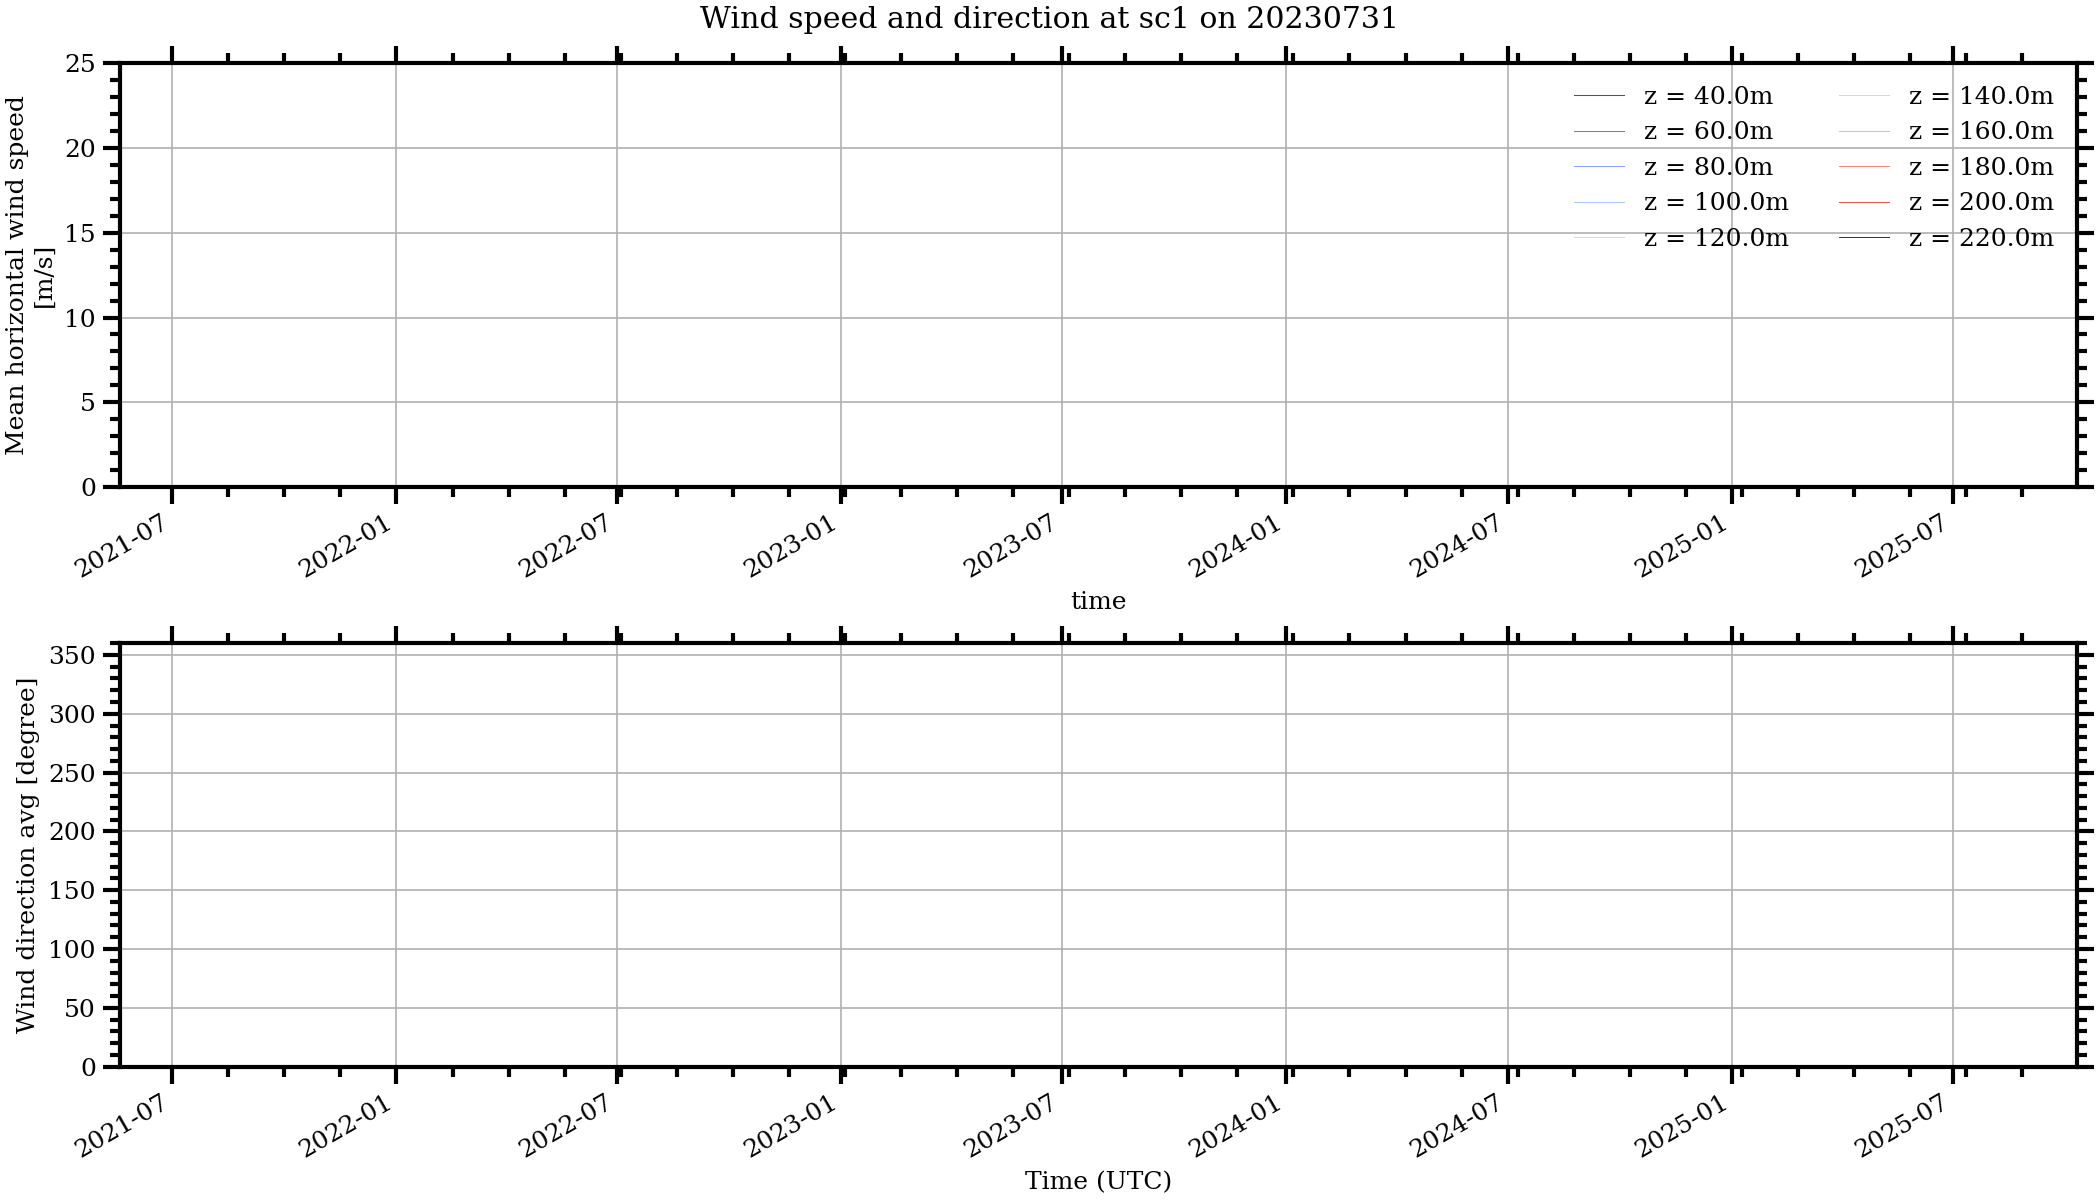 Wind speed and direction at sc1 on 20230731
Mean horizontal wind speed
[m/s]
25
20
15
10
5
0
z = 40.0m
z = 60.0m
z = 80.0m
z = 100.0m
z = 120.0m
z = 140.0m
z = 160.0m
z = 180.0m
z = 200.0m
z = 220.0m
2021-07
2022-01
2022-07
2023-01
2023-07
2024-01
2024-07
2025-01
2025-07
time
Wind direction avg [degree]
350
300
250
200
150
100
50
0
2021-07
2022-01
2022-07
2023-01
2023-07
2024-01
2024-07
2025-01
2025-07
Time (UTC)